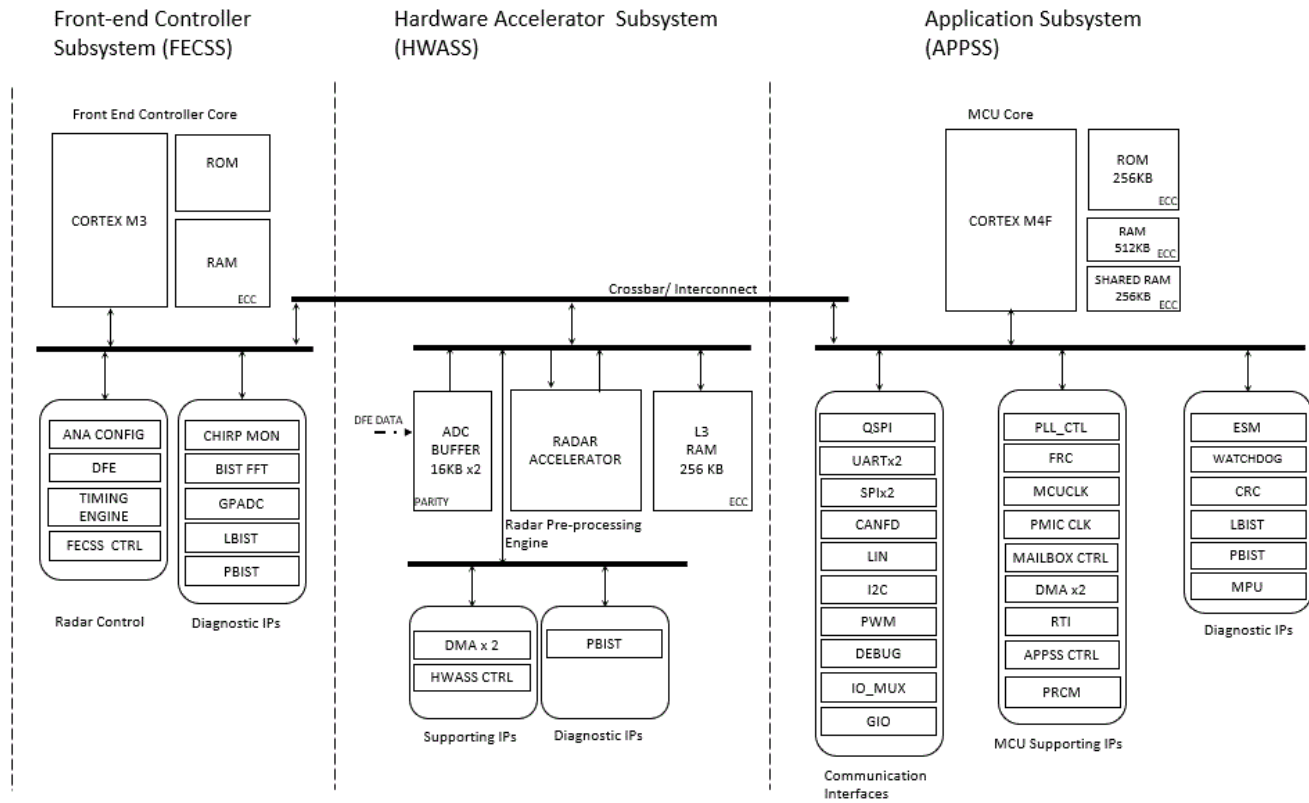 Front-end Controller
Subsystem (FECSS)
Hardware Accelerator Subsystem
(HWASS)
Application Subsystem
(APPSS)
Front End Controller Core
CORTEX M3
ROM
RAM
ECC
MCU Core
CORTEX M4F
ROM
256KB
ECC
RAM
512KB
ECC
SHARED RAM
256KB
ECC
Crossbar/ Interconnect
ANA CONFIG
DFE
TIMING
ENGINE
FECSS CTRL
Radar Control
CHIRP MON
BIST FFT
GPADC
LBIST
PBIST
Diagnostic IPs
DFE DATA
ADC
BUFFER
16KB x2
PARITY
RADAR
ACCELERATOR
L3
RAM
256 KB
ECC
Radar Pre-processing
Engine
DMA x 2
HWASS CTRL
Supporting IPs
PBIST
Diagnostic IPs
QSPI
UARTx2
SPIx2
CANFD
LIN
I2C
PWM
DEBUG
IO_MUX
GIO
Communication
Interfaces
PLL_CTL
FRC
MCUCLK
PMIC CLK
MAILBOX CTRL
DMA x2
RTI
APPSS CTRL
PRCM
MCU Supporting IPs
ESM
WATCHDOG
CRC
LBIST
PBIST
MPU
Diagnostic IPs